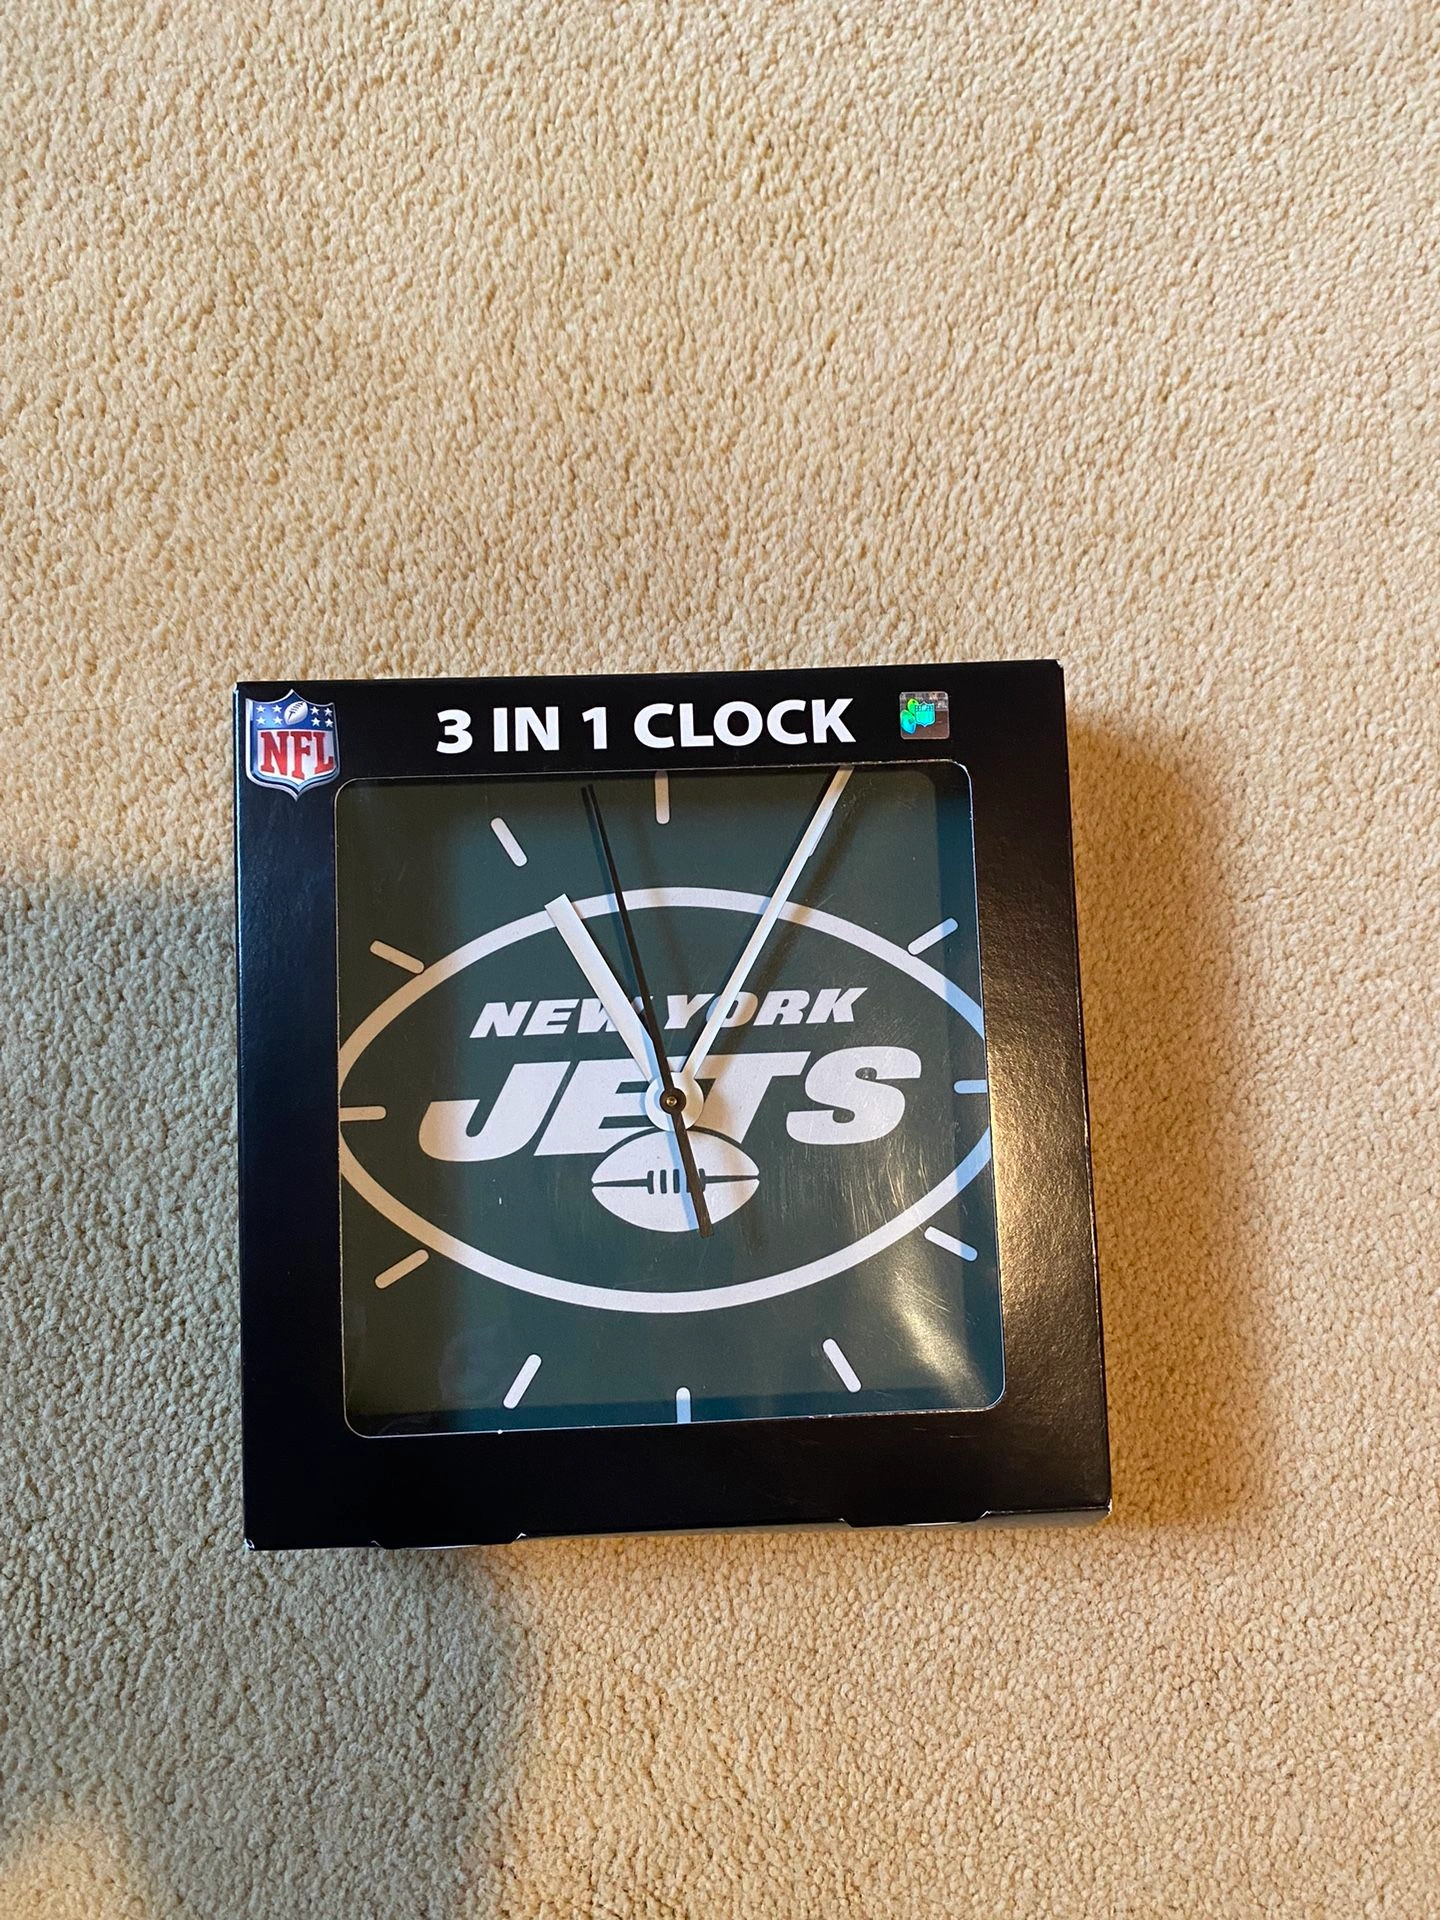 3 IN 1 CLOCK
NFL
NEW YORK
JETS